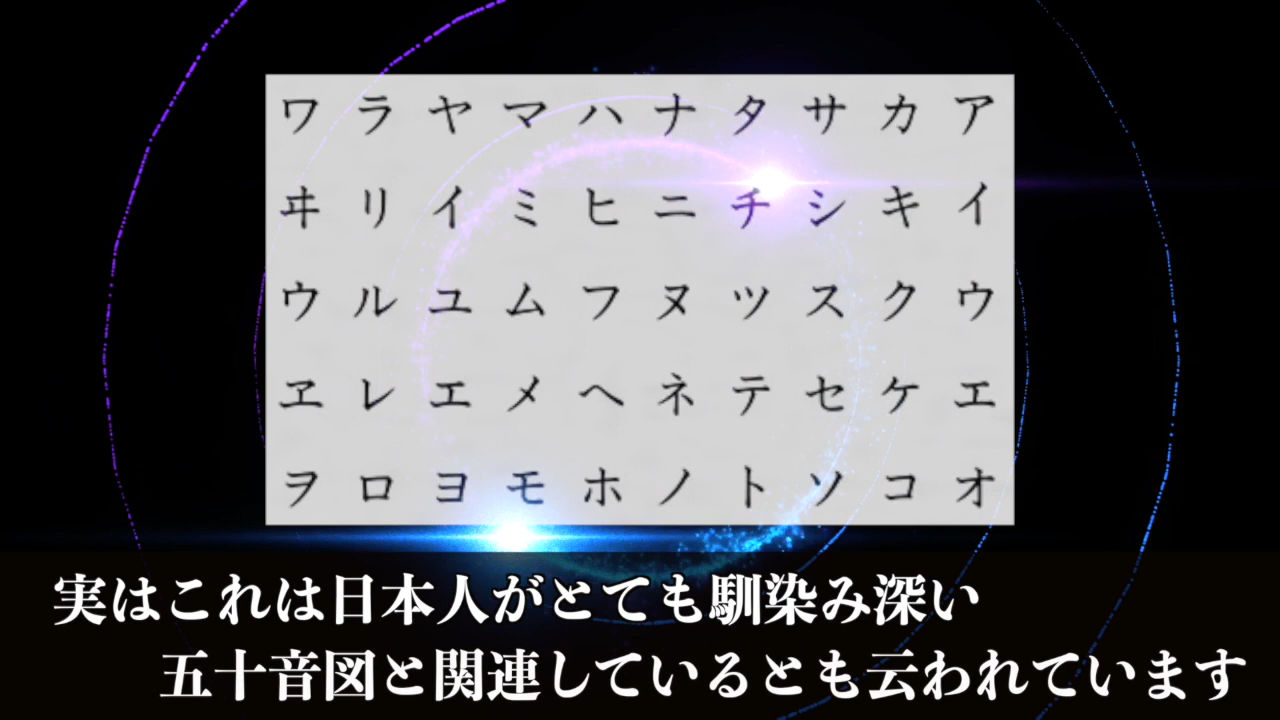 ワ ラ ヤ マ ハ ナ タ サ カ ア
ヰ リ イ ミ ヒ ニ チ シ キ イ
ウ ル ユ ム フ ヌ ツ ス ク ウ
ヱ レ エ メ ヘ ネ テ セ ケ エ
ヲ ロ ヨ モ ホ ノ ト ソ コ オ
実はこれは日本人がとても馴染み深い
五十音図と関連しているとも云われています